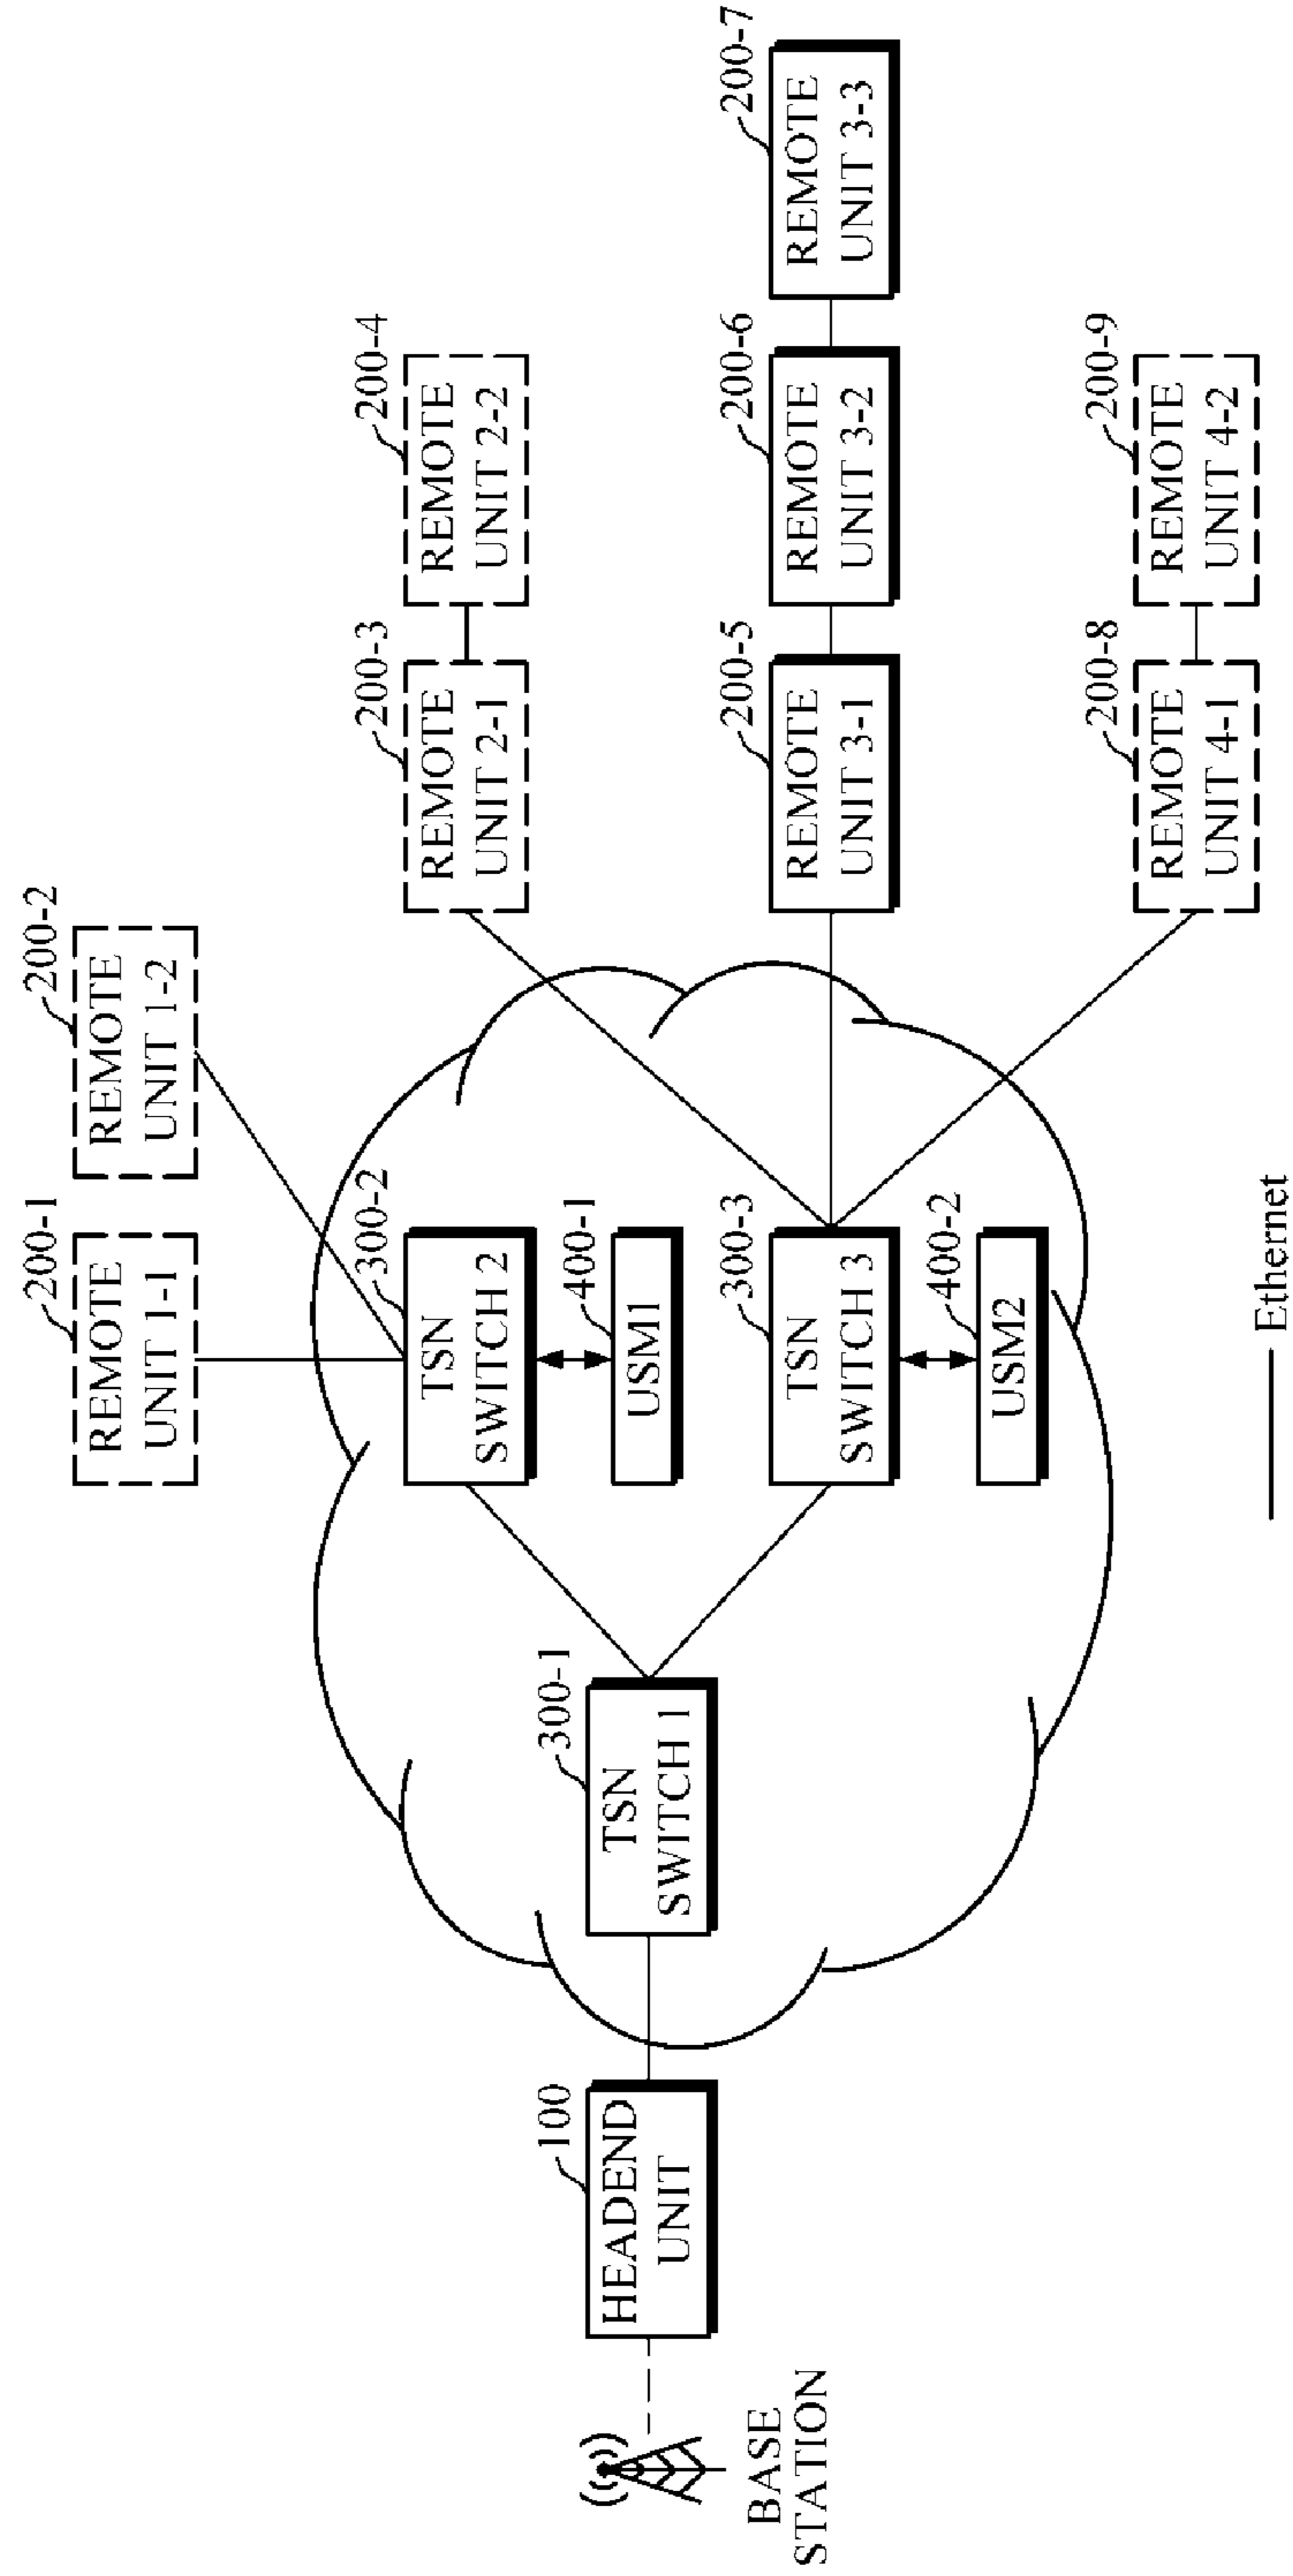 200-1
REMOTE
UNIT 1-1
200-2
REMOTE
UNIT 1-2
200-3
REMOTE
UNIT 2-1
200-4
REMOTE
UNIT 2-2
100
HEADEND
UNIT
BASE
STATION
300-1
TSN
SWITCH 1
300-2
TSN
SWITCH 2
400-1
USM1
300-3
TSN
SWITCH 3
400-2
USM2
200-5
REMOTE
UNIT 3-1
200-6
REMOTE
UNIT 3-2
200-7
REMOTE
UNIT 3-3
200-8
REMOTE
UNIT 4-1
200-9
REMOTE
UNIT 4-2
Ethernet